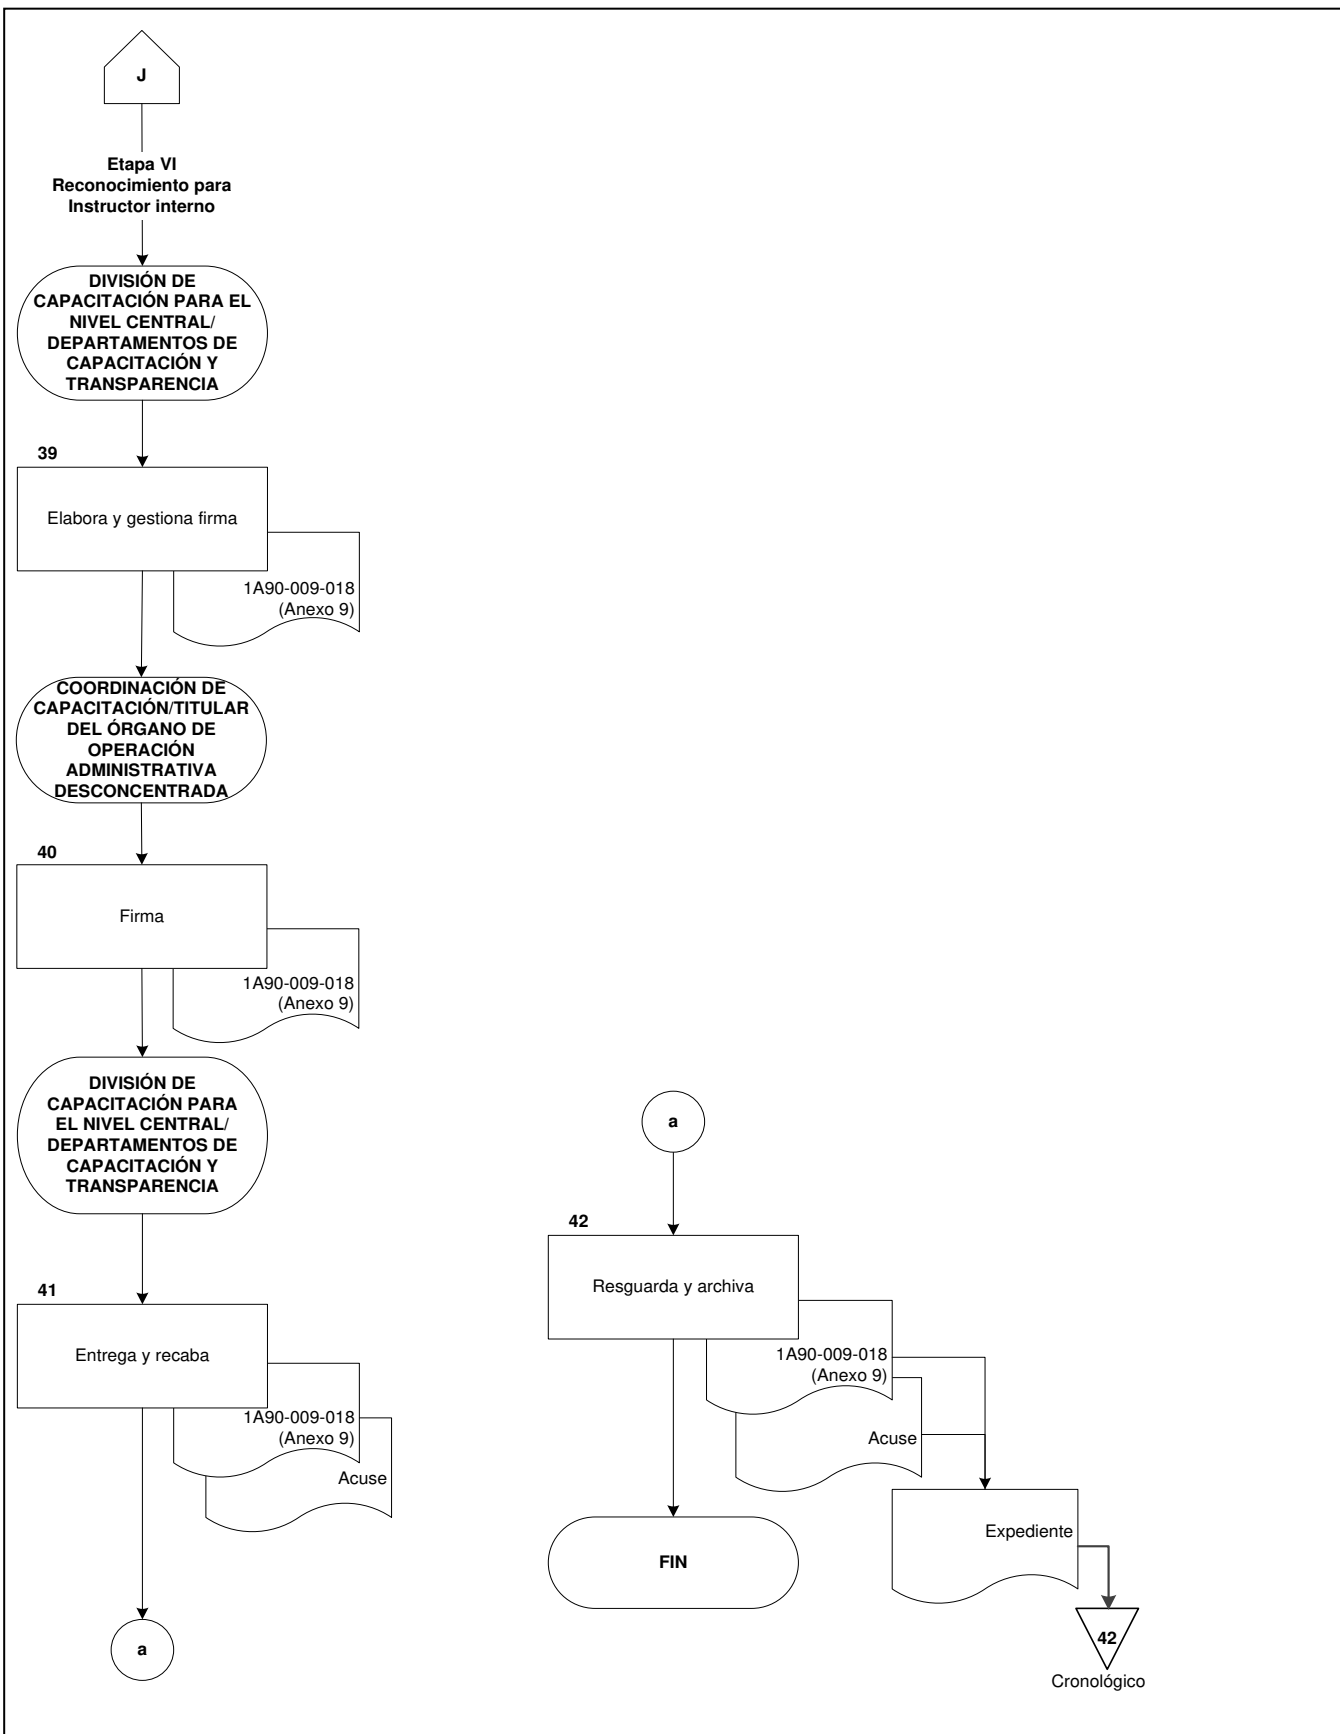 J
Etapa VI
Reconocimiento para
Instructor interno
DIVISIÓN DE
CAPACITACIÓN PARA EL
NIVEL CENTRAL/
DEPARTAMENTOS DE
CAPACITACIÓN Y
TRANSPARENCIA
39
Elabora y gestiona firma
1A90-009-018
(Anexo 9)
COORDINACIÓN DE
CAPACITACIÓN/TITULAR
DEL ÓRGANO DE
OPERACIÓN
ADMINISTRATIVA
DESCONCENTRADA
40
Firma
1A90-009-018
(Anexo 9)
DIVISIÓN DE
CAPACITACIÓN PARA
EL NIVEL CENTRAL/
DEPARTAMENTOS DE
CAPACITACIÓN Y
TRANSPARENCIA
41
Entrega y recaba
1A90-009-018
(Anexo 9)
Acuse
a
a
42
Resguarda y archiva
1A90-009-018
(Anexo 9)
Acuse
Expediente
FIN
42
Cronológico